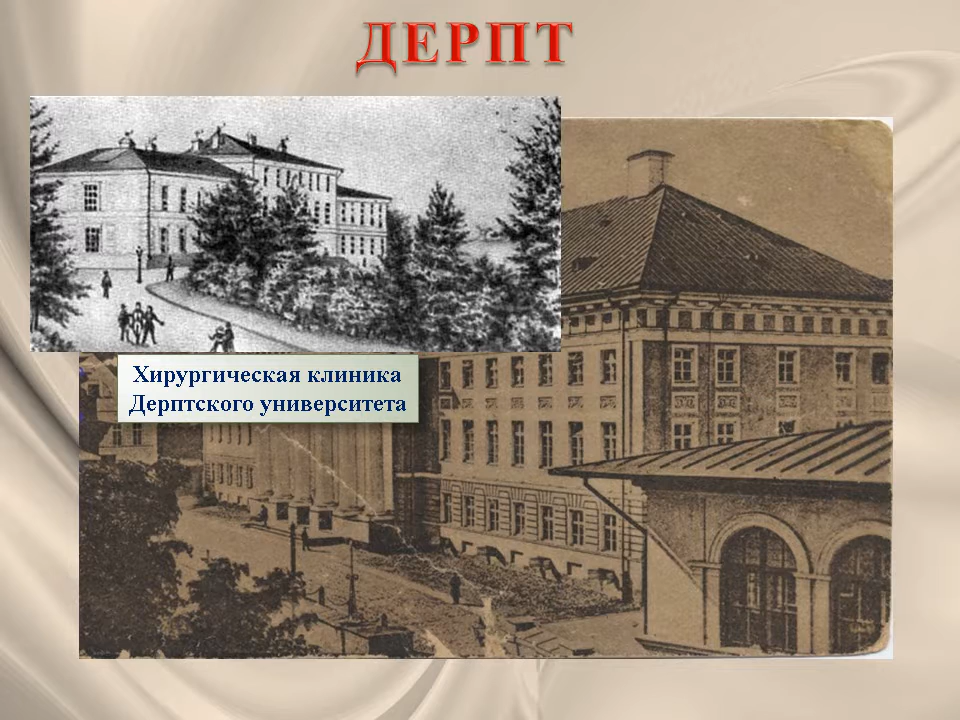 ДЕРПТ
Хирургическая клиника
Дерптского университета